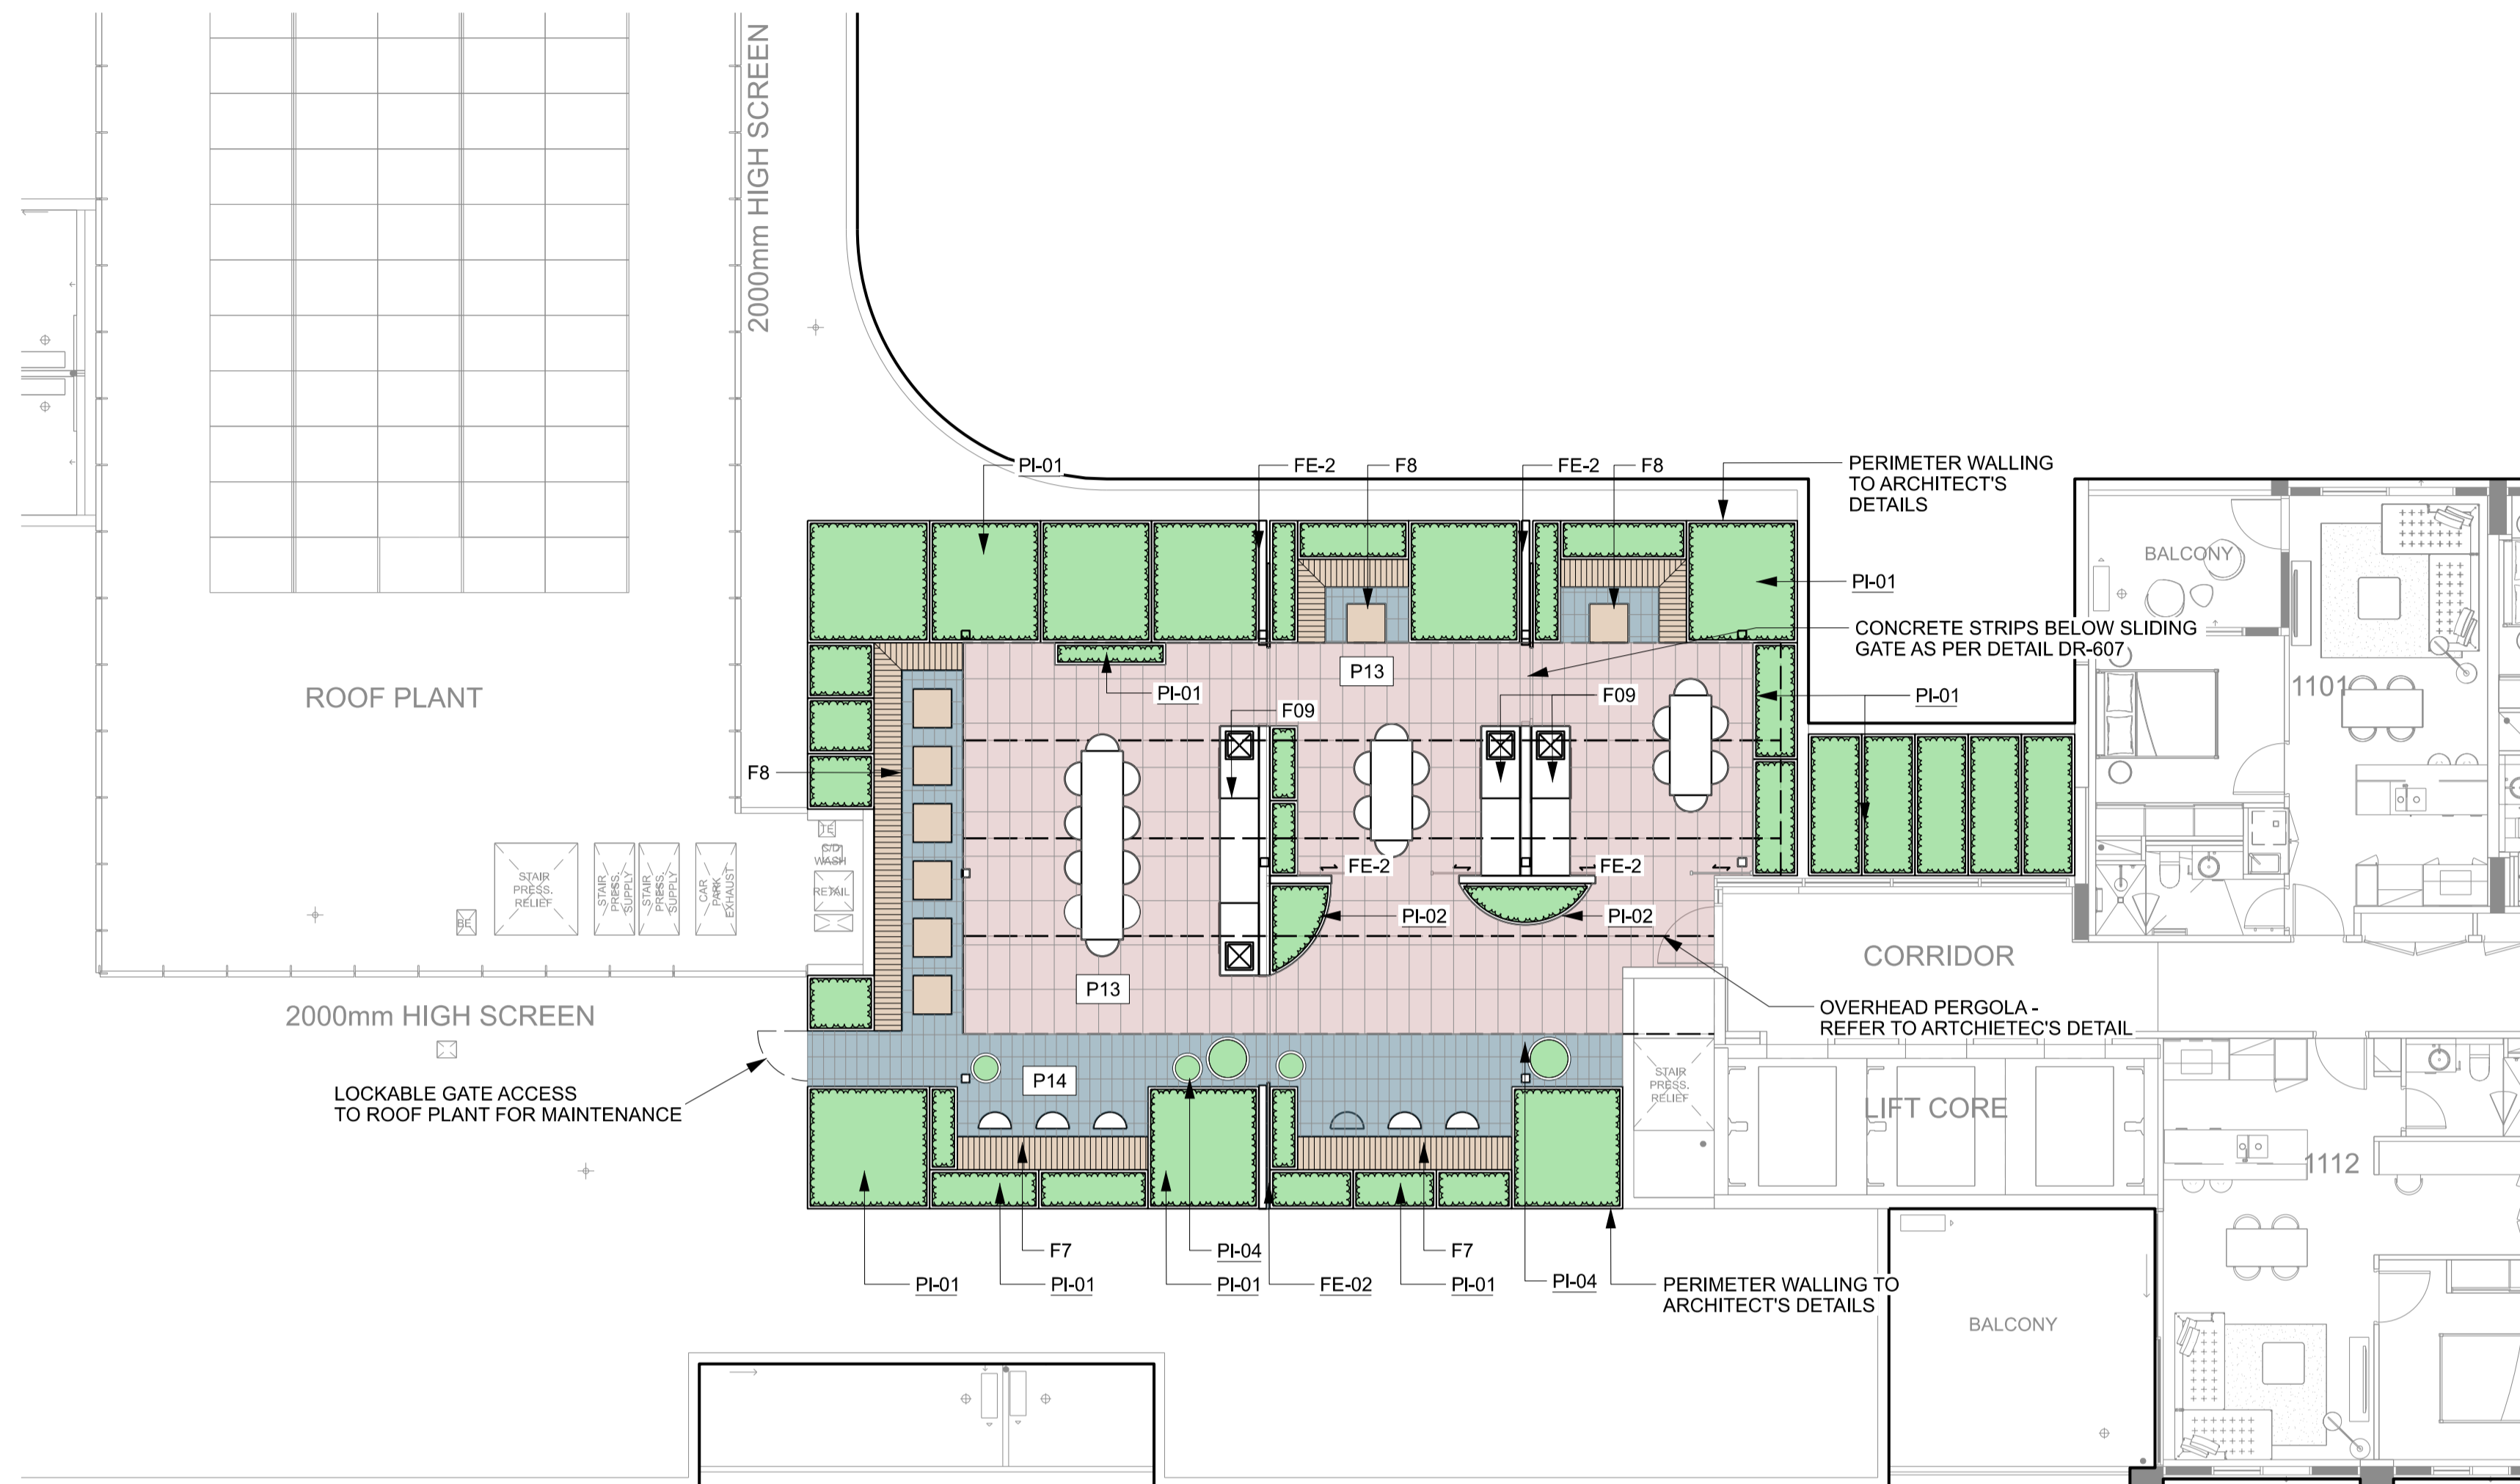 2000mm HIGH SCREEN
PI-01
FE-2
F8
FE-2
F8
PERIMETER WALLING
TO ARCHITECT'S
DETAILS
BALCONY
PI-01
CONCRETE STRIPS BELOW SLIDING
GATE AS PER DETAIL DR-607
P13
ROOF PLANT
PI-01
F09
F09
PI-01
1101
F8
TE
S/D
WASH
RETAIL
STAIR
PRESS.
RELIEF
STAIR
PRESS.
SUPPLY
STAIR
PRESS.
SUPPLY
CAR
PARK
EXHAUST
BE
FE-2
FE-2
PI-02
PI-02
CORRIDOR
P13
2000mm HIGH SCREEN
OVERHEAD PERGOLA -
REFER TO ARTCHIETEC'S DETAIL
LOCKABLE GATE ACCESS
TO ROOF PLANT FOR MAINTENANCE
P14
STAIR
PRESS.
RELIEF
LIFT CORE
1112
F7
PI-04
F7
PI-01
PI-01
PI-01
FE-02
PI-01
PI-04
PERIMETER WALLING TO
ARCHITECT'S DETAILS
BALCONY